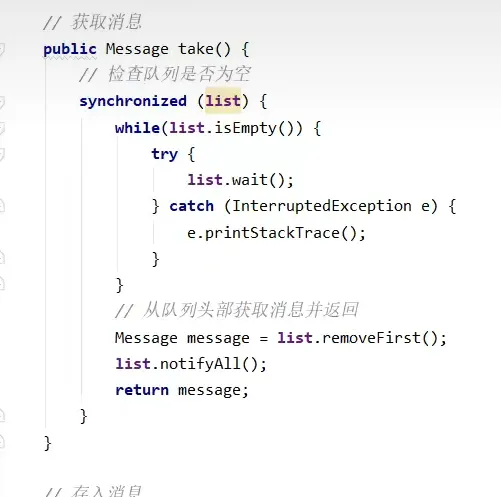 // 获取消息
public Message take() {
// 检查队列是否为空
synchronized (list) {
while(list.isEmpty()) {
try {
list.wait();
} catch (InterruptedException e) {
e.printStackTrace();
}
}
// 从队列头部获取消息并返回
Message message = list.removeFirst();
list.notifyAll();
return message;
}
}
// 存入消息